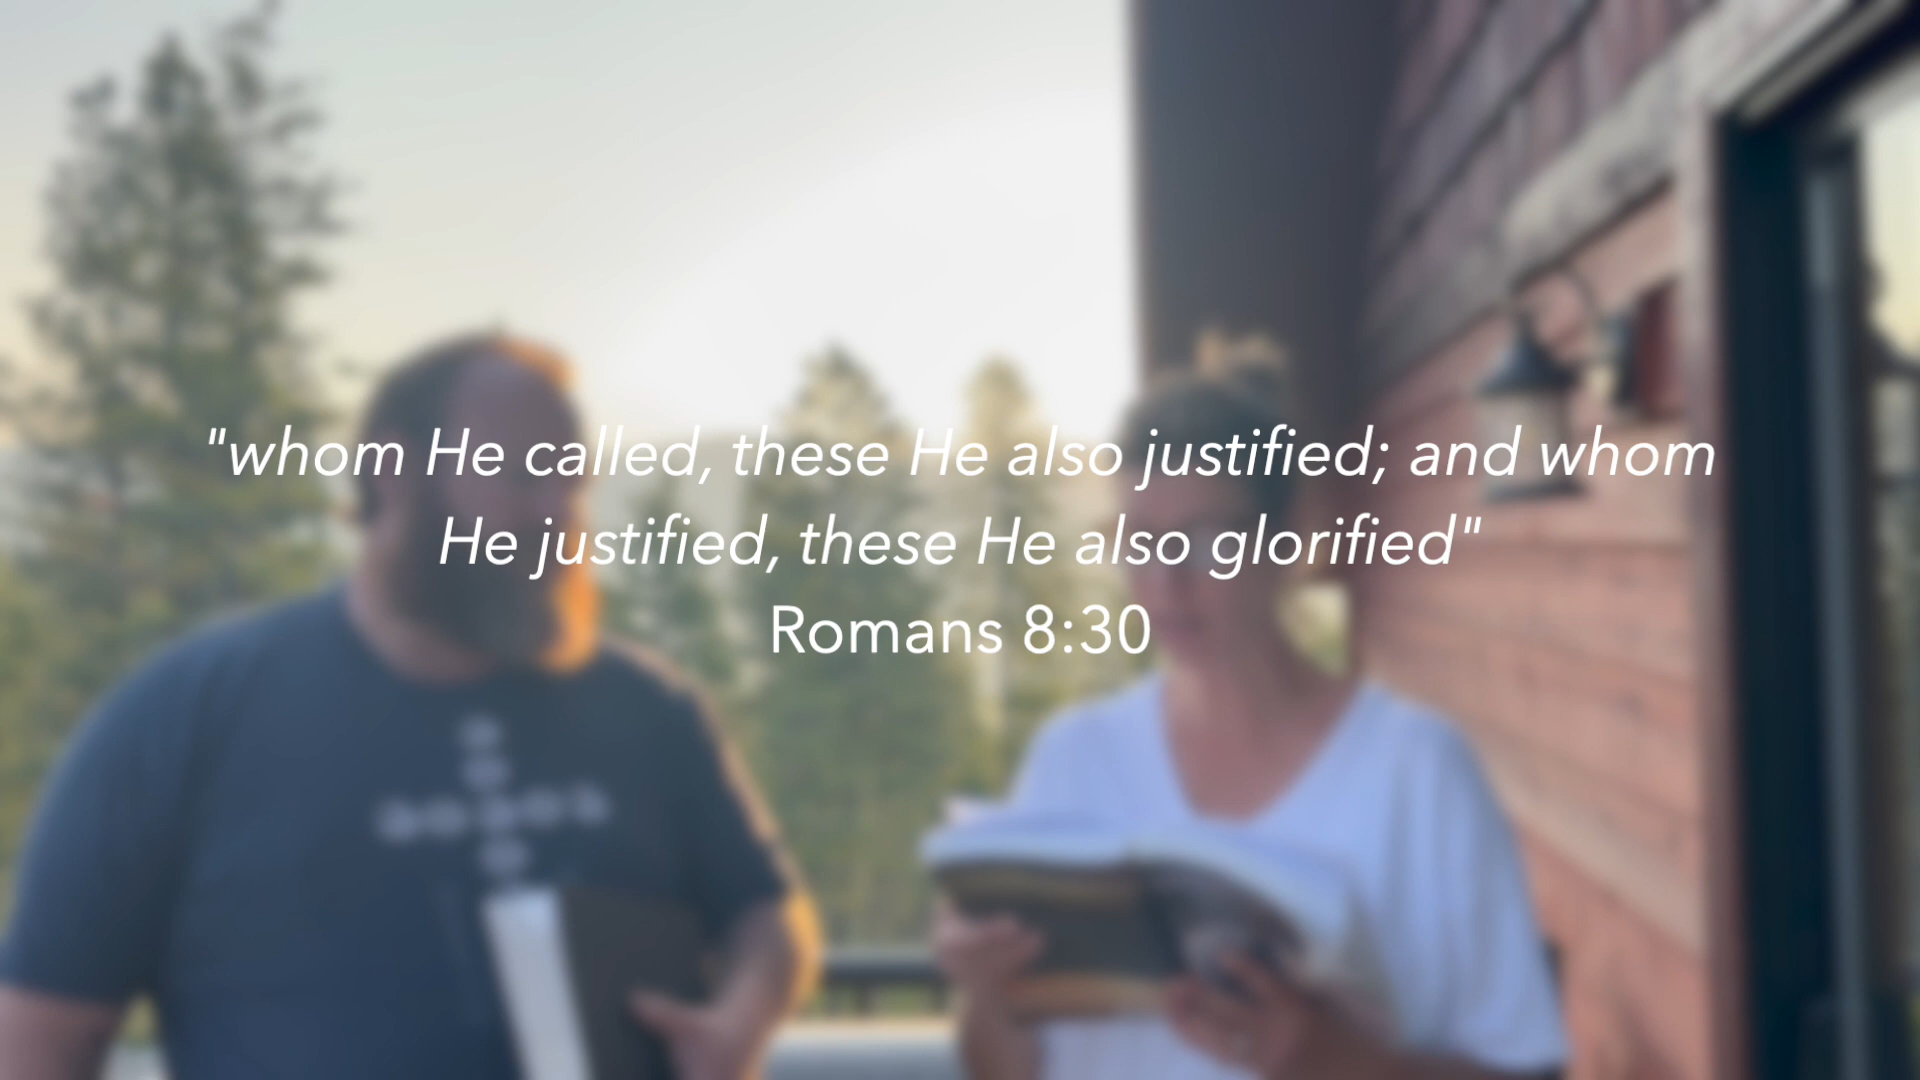 "whom He called, these He also justified; and whom
He justified, these He also glorified"
Romans 8:30